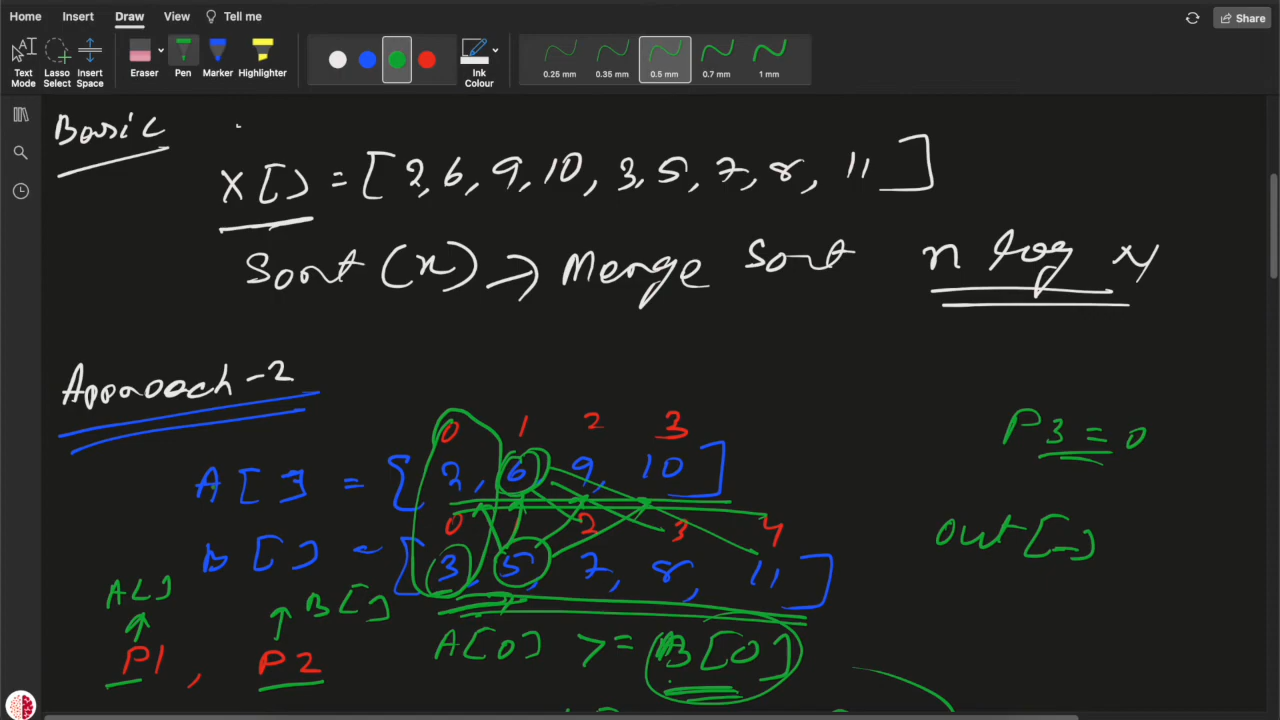 Home Insert Draw View Tell me Share
Text Mode Lasso Select Insert Space Eraser Pen Marker Highlighter Ink Colour 0.25 mm 0.35 mm 0.5 mm 0.7 mm 1 mm
Basic
X[] = [2, 6, 9, 10, 3, 5, 7, 8, 11]
Sort(x) → Merge Sort n log n
Approach-2
0 1 2 3
P3 = 0
A[] = [2, 6, 9, 10]
0 2 3 4
out[-]
B[] = [3, 5, 7, 8, 11]
A[] B[]
A[0] >= B[0]
P1, P2